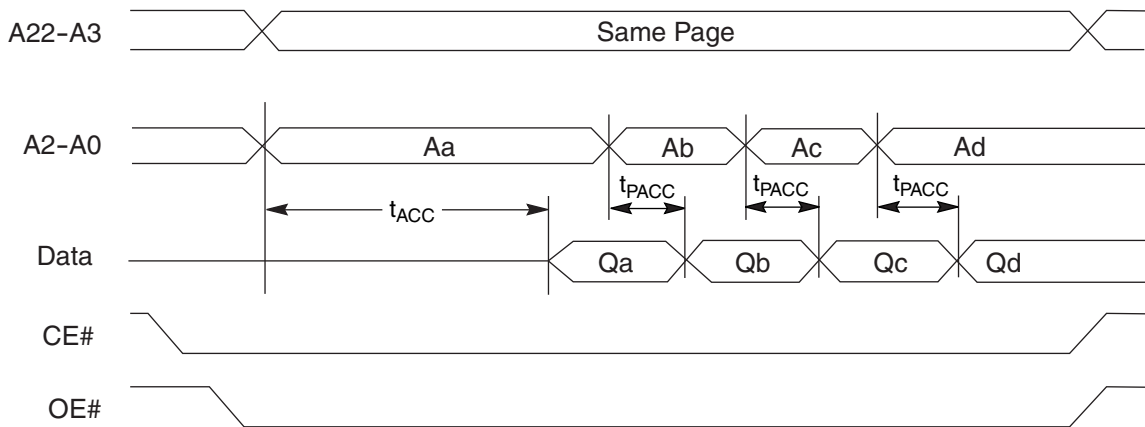 A22-A3
Same Page
A2-A0
Aa
Ab
Ac
Ad
tACC
tPACC
tPACC
tPACC
Data
Qa
Qb
Qc
Qd
CE#
OE#